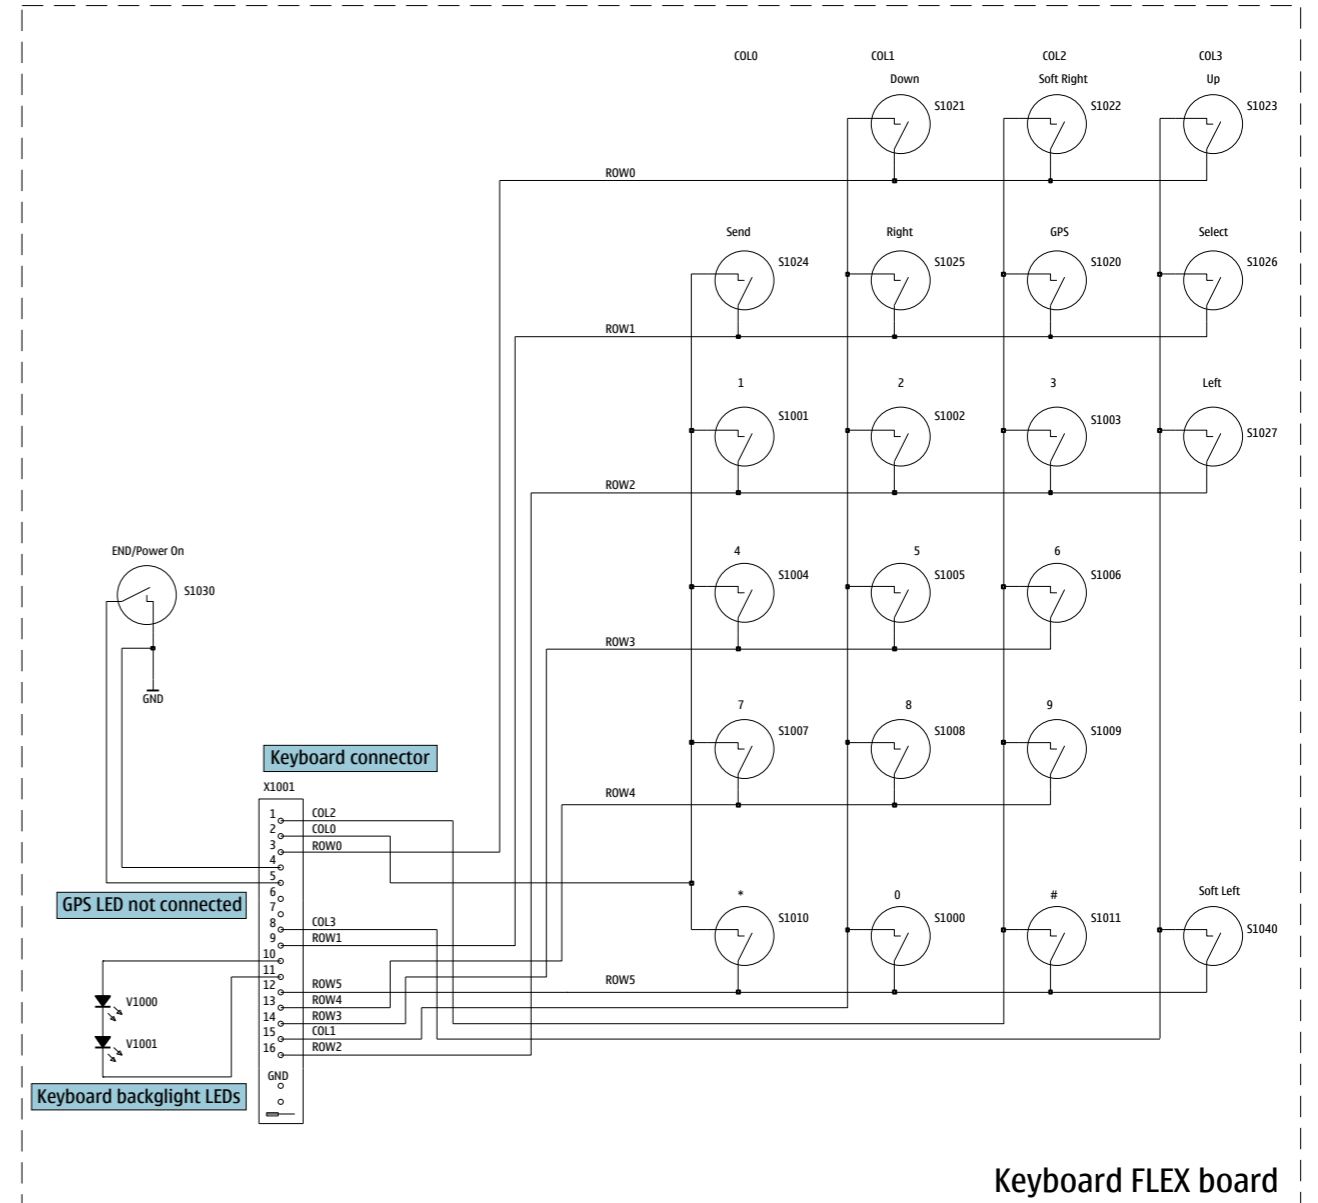 COL0 COL1 COL2 COL3
Down Soft Right Up
S1021 S1022 S1023
ROW0
Send Right GPS Select
S1024 S1025 S1020 S1026
ROW1
1 2 3 Left
S1001 S1002 S1003 S1027
ROW2
END/Power On 4 5 6
S1030 S1004 S1005 S1006
ROW3
GND
7 8 9
S1007 S1008 S1009
Keyboard connector
X1001
ROW4
1 COL2
2 COL0
3 ROW0
4
5
GPS LED not connected
6
7
8 COL3
9 ROW1
10
11
12 ROW5
13 ROW4
14 ROW3
15 COL1
16 ROW2
GND
* 0 # Soft Left
S1010 S1000 S1011 S1040
ROW5
V1000
V1001
Keyboard backglight LEDs
Keyboard FLEX board